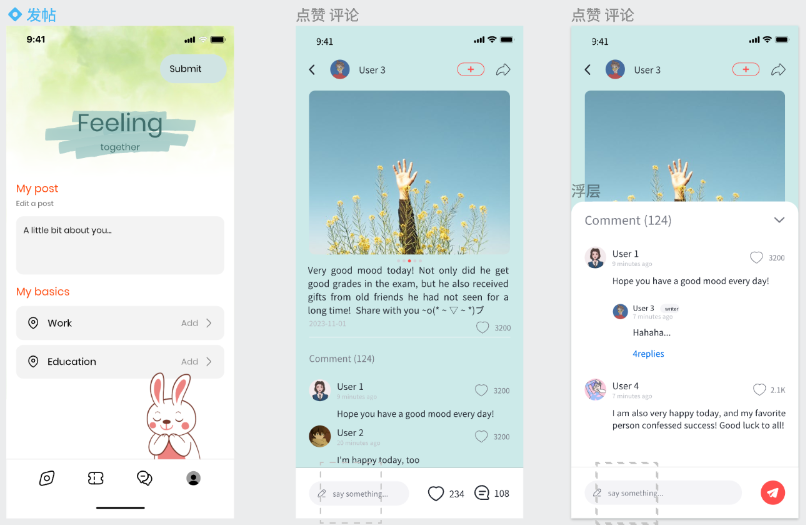 发帖
9:41
Submit
Feeling
together
My post
Edit a post
A little bit about you...
My basics
Work
Add
Education
Add
点赞 评论
9:41
User 3
Very good mood today! Not only did he get
good grades in the exam, but he also received
gifts from old friends he had not seen for a
long time! Share with you ~o(* ~ ▽ ~ *)ブ
2023-11-01
3200
Comment (124)
User 1
9 minutes ago
3200
Hope you have a good mood every day!
User 2
20 minutes ago
3200
I'm happy today, too
say something...
234
108
点赞 评论
9:41
User 3
浮层
Comment (124)
User 1
9 minutes ago
3200
Hope you have a good mood every day!
User 3
writer
7 minutes ago
Hahaha...
4replies
User 4
7 minutes ago
2.1K
I am also very happy today, and my favorite
person confessed success! Good luck to all!
say something...